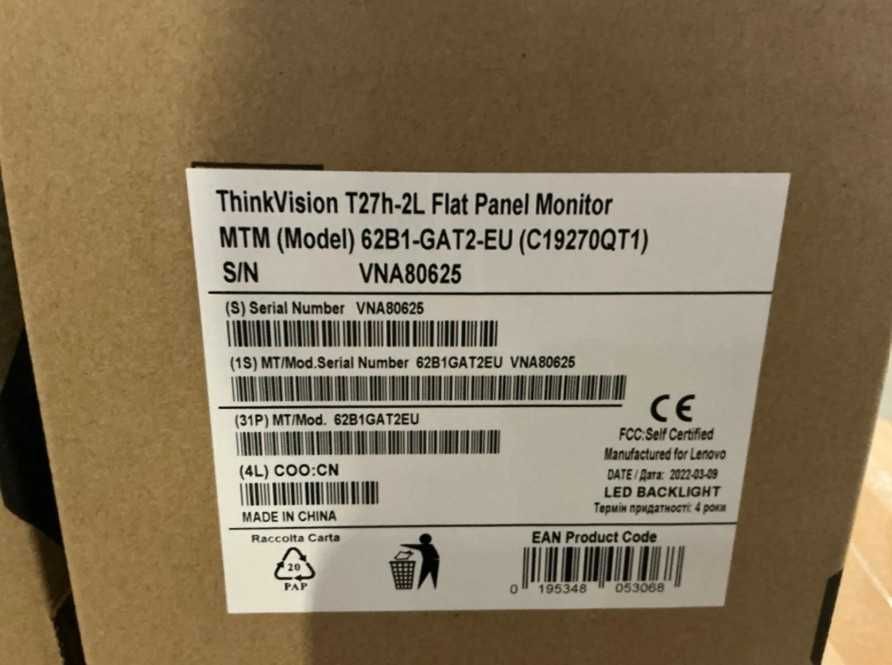 ThinkVision T27h-2L Flat Panel Monitor
MTM (Model) 62B1-GAT2-EU (C19270QT1)
S/N VNA80625
(S) Serial Number VNA80625
(1S) MT/Mod.Serial Number 62B1GAT2EU VNA80625
(31P) MT/Mod. 62B1GAT2EU
(4L) COO:CN
MADE IN CHINA
CE
FCC:Self Certified
Manufactured for Lenovo
DATE / Дата: 2022-03-09
LED BACKLIGHT
Термін придатності: 4 роки
Raccolta Carta
20
PAP
EAN Product Code
0 195348 053068